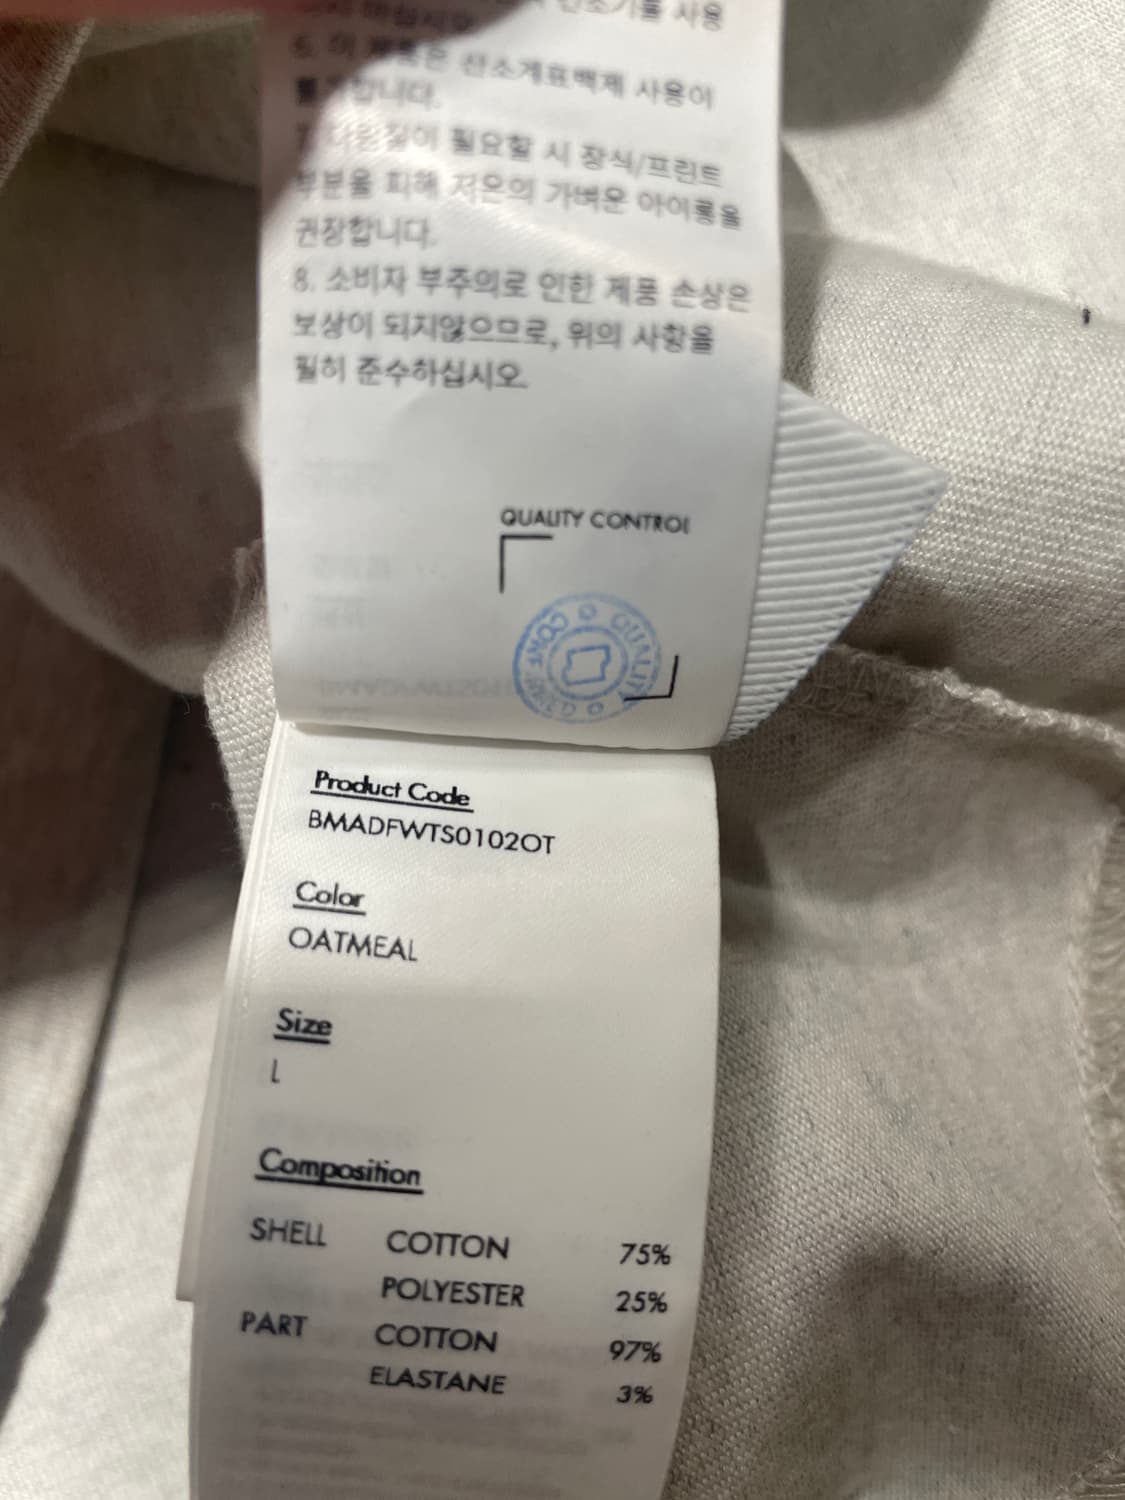 사용
6. 이 제품은 산소계표백제 사용이
불가합니다.
7. 다림질이 필요할 시 장식/프린트
부분을 피해 저온의 가벼운 아이롱을
권장합니다.
8. 소비자 부주의로 인한 제품 손상은
보상이 되지않으므로, 위의 사항을
필히 준수하십시오.
QUALITY CONTROL
QUALITY
Product Code
BMADFWTS0102OT
Color
OATMEAL
Size
L
Composition
SHELL COTTON 75%
POLYESTER 25%
PART COTTON 97%
ELASTANE 3%